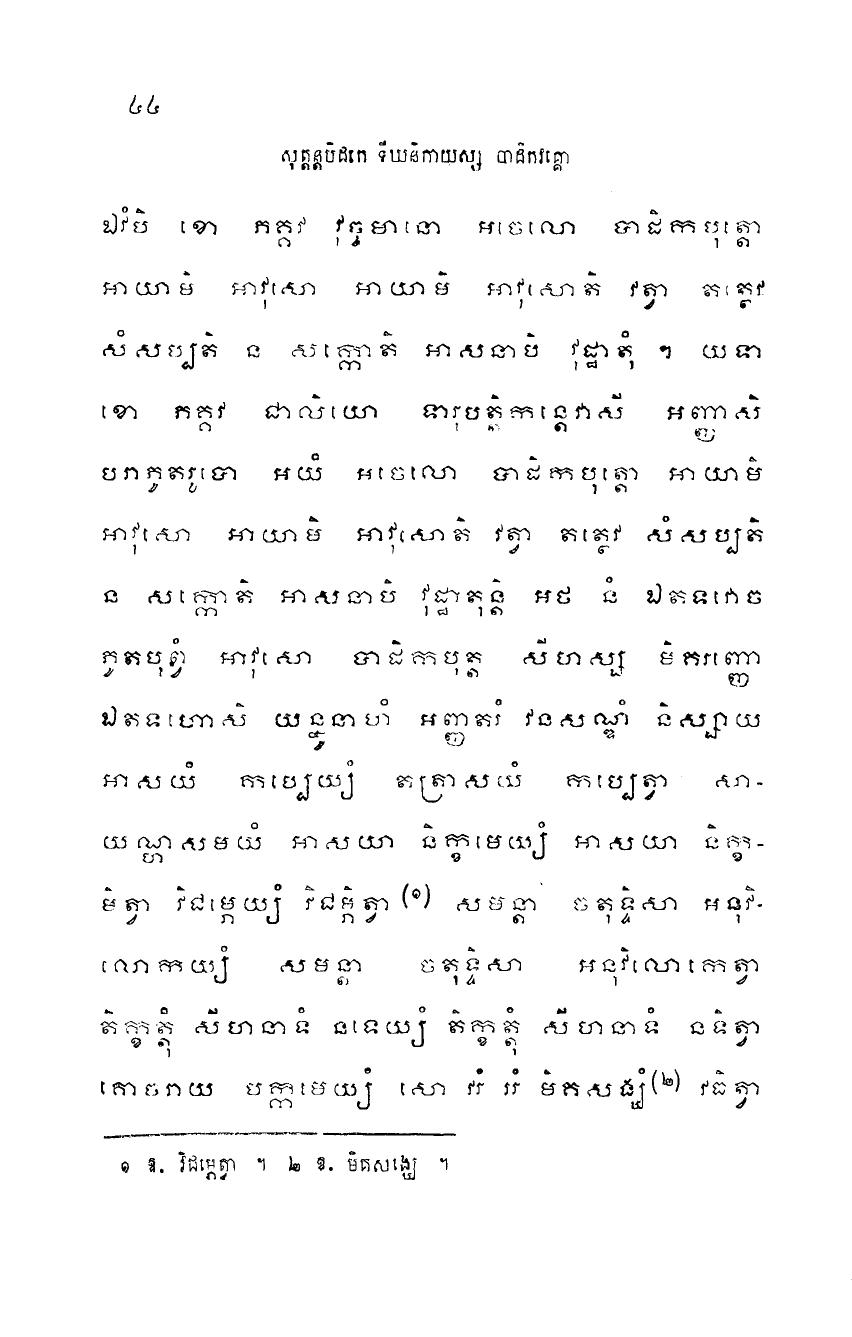 ៤៤
សុត្តន្តបិដកេ ទីឃនិកាយស្ស បាដិកវគ្គោ
ឯវំបិ ខោ ភគ្គវ វុច្ចមានោ អចេលោ បាដិកបុត្តោ
អាយាមិ អាវុសោ អាយាមិ អាវុសោតិ វត្វា តត្ថេវ
សំសប្បតិ ន សក្កោតិ អាសនាបិ វុដ្ឋាតុំ ។ យទា
ខោ ភគ្គវ ជាលិយោ ទារុបត្តិកន្តេវាសី អញ្ញាសិ
បរាភូតរូបោ អយំ អចេលោ បាដិកបុត្តោ អាយាមិ
អាវុសោ អាយាមិ អាវុសោតិ វត្វា តត្ថេវ សំសប្បតិ
ន សក្កោតិ អាសនាបិ វុដ្ឋាតុន្តិ អថ នំ ឯតទវោច
ភូតបុព្វំ អាវុសោ បាដិកបុត្ត សីហស្ស មិគរញ្ញោ
ឯតទហោសិ យន្នូនាហំ អញ្ញតរំ វនសណ្ឌំ និស្សាយ
អាសយំ កប្បេយ្យំ តត្រាសយំ កប្បេត្វា សា-
យណ្ហសមយំ អាសយា និក្ខមេយ្យំ អាសយា និក្ខ-
មិត្វា វិជម្ភេយ្យំ វិជម្ភិត្វា (១) សមន្តា ចតុទ្ទិសា អនុវិ-
លោកេយ្យំ សមន្តា ចតុទ្ទិសា អនុវិលោកេត្វា
តិក្ខត្តុំ សីហនាទំ នទេយ្យំ តិក្ខត្តុំ សីហនាទំ នទិត្វា
គោចរាយ បក្កមេយ្យំ សោ វរំ វរំ មិគសង្ឃំ (២) វធិត្វា
១ ឱ. វិជម្ភេត្វា ។ ២ ឱ. មិគសង្ឃេ ។